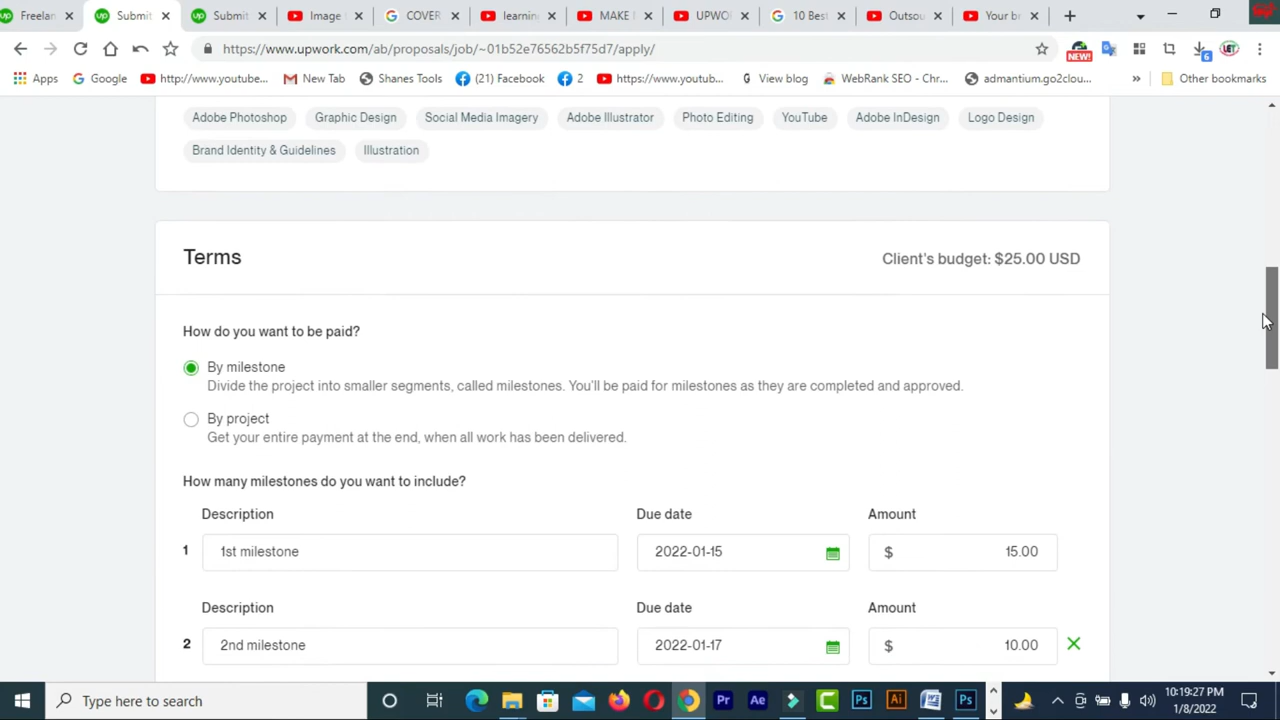 Freelan
Submit
Submit
Image
COVER
learning
MAKE
UPWO
10 Best
Outsou
Your b
https://www.upwork.com/ab/proposals/job/~01b52e76562b5f75d7/apply/
NEW!
6
Apps
Google
http://www.youtube...
New Tab
Shanes Tools
(21) Facebook
2
https://www.youtub...
View blog
WebRank SEO - Chr...
admantium.go2clou...
»
Other bookmarks
Adobe Photoshop
Graphic Design
Social Media Imagery
Adobe Illustrator
Photo Editing
YouTube
Adobe InDesign
Logo Design
Brand Identity & Guidelines
Illustration
Terms
Client's budget: $25.00 USD
How do you want to be paid?
By milestone
Divide the project into smaller segments, called milestones. You'll be paid for milestones as they are completed and approved.
By project
Get your entire payment at the end, when all work has been delivered.
How many milestones do you want to include?
Description Due date Amount
1 1st milestone 2022-01-15 $ 15.00
Description Due date Amount
2 2nd milestone 2022-01-17 $ 10.00
Type here to search
10:19:27 PM
1/8/2022